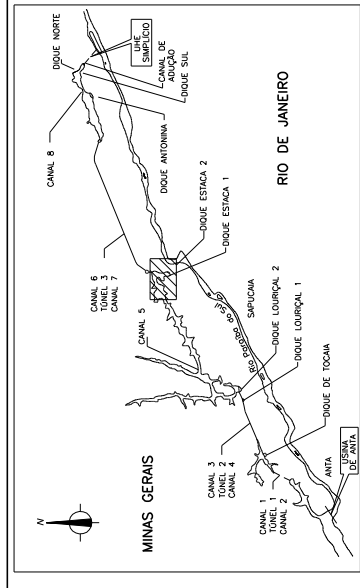 N
MINAS GERAIS
RIO DE JANEIRO
DIQUE NORTE
UHE
SIMPLÍCIO
CANAL DE
ADUÇÃO
DIQUE SUL
CANAL 8
DIQUE ANTONINA
CANAL 6
TÚNEL 3
CANAL 7
DIQUE ESTACA 2
DIQUE ESTACA 1
CANAL 5
Rio Paraíba do Sul
SAPUCAIA
CANAL 3
TÚNEL 2
CANAL 4
DIQUE LOURIÇAL 2
DIQUE LOURIÇAL 1
DIQUE DE TOCAIA
CANAL 1
TÚNEL 1
CANAL 2
ANTA
USINA
DE ANTA